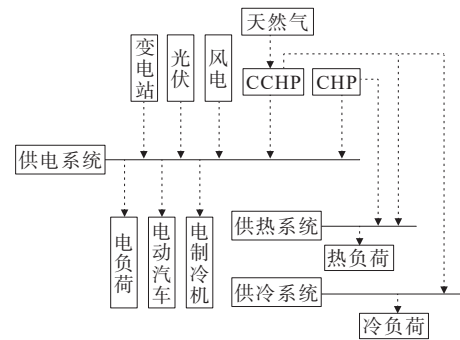 天然气
变电站
光伏
风电
CCHP
CHP
供电系统
电负荷
电动汽车
电制冷机
供热系统
热负荷
供冷系统
冷负荷